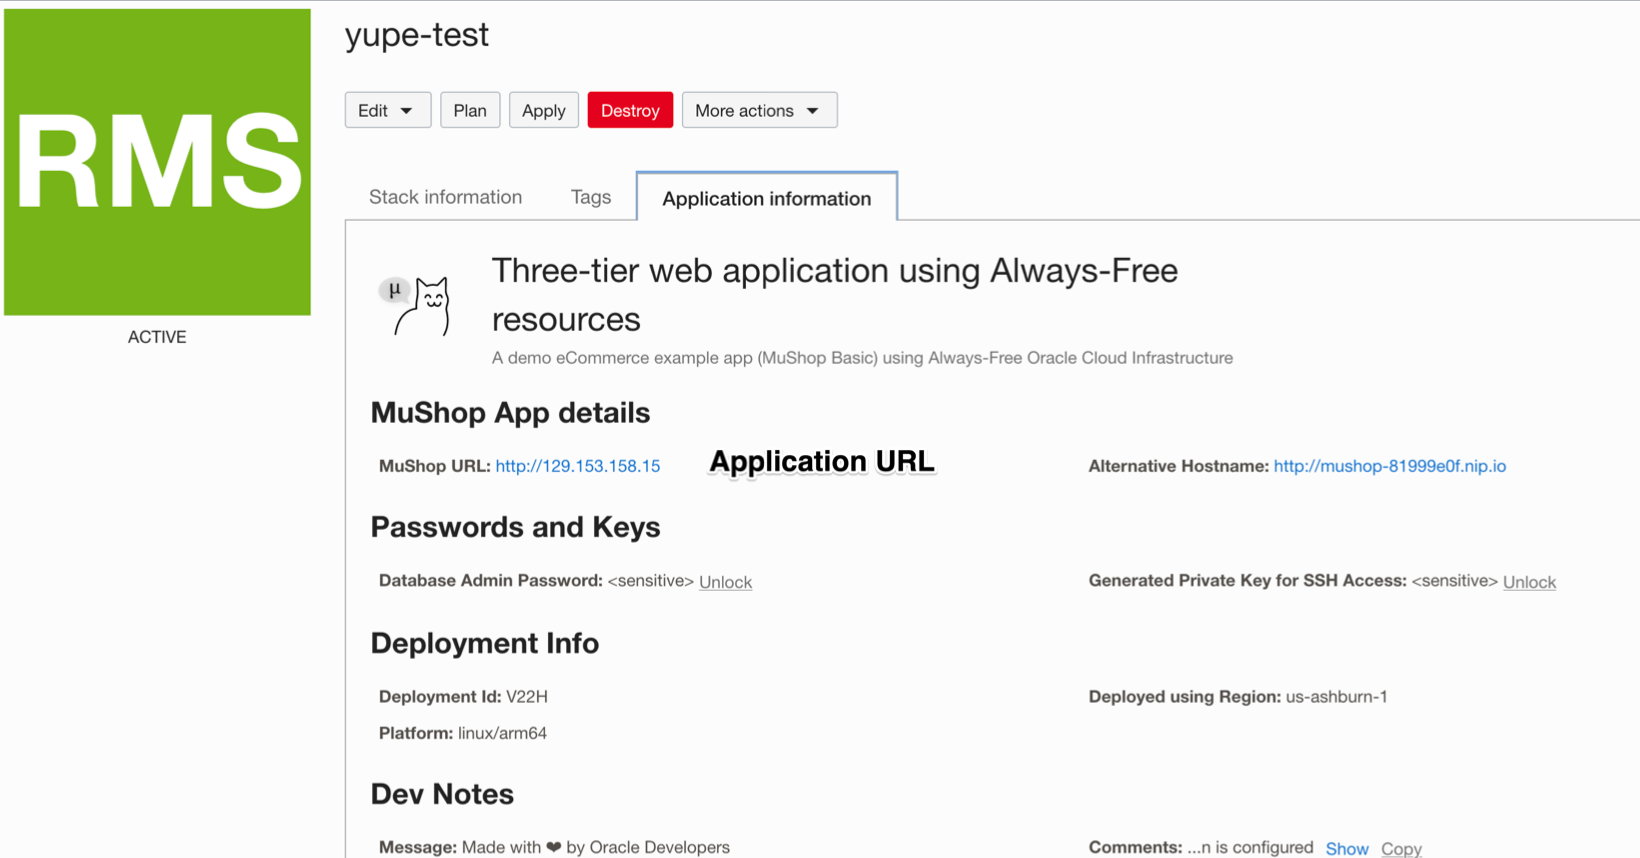 yupe-test
RMS
Edit Plan Apply Destroy More actions
ACTIVE
Stack information Tags Application information
μ
Three-tier web application using Always-Free
resources
A demo eCommerce example app (MuShop Basic) using Always-Free Oracle Cloud Infrastructure
MuShop App details
MuShop URL: http://129.153.158.15 Application URL Alternative Hostname: http://mushop-81999e0f.nip.io
Passwords and Keys
Database Admin Password: <sensitive> Unlock Generated Private Key for SSH Access: <sensitive> Unlock
Deployment Info
Deployment Id: V22H Deployed using Region: us-ashburn-1
Platform: linux/arm64
Dev Notes
Message: Made with ❤ by Oracle Developers Comments: ...n is configured Show Copy